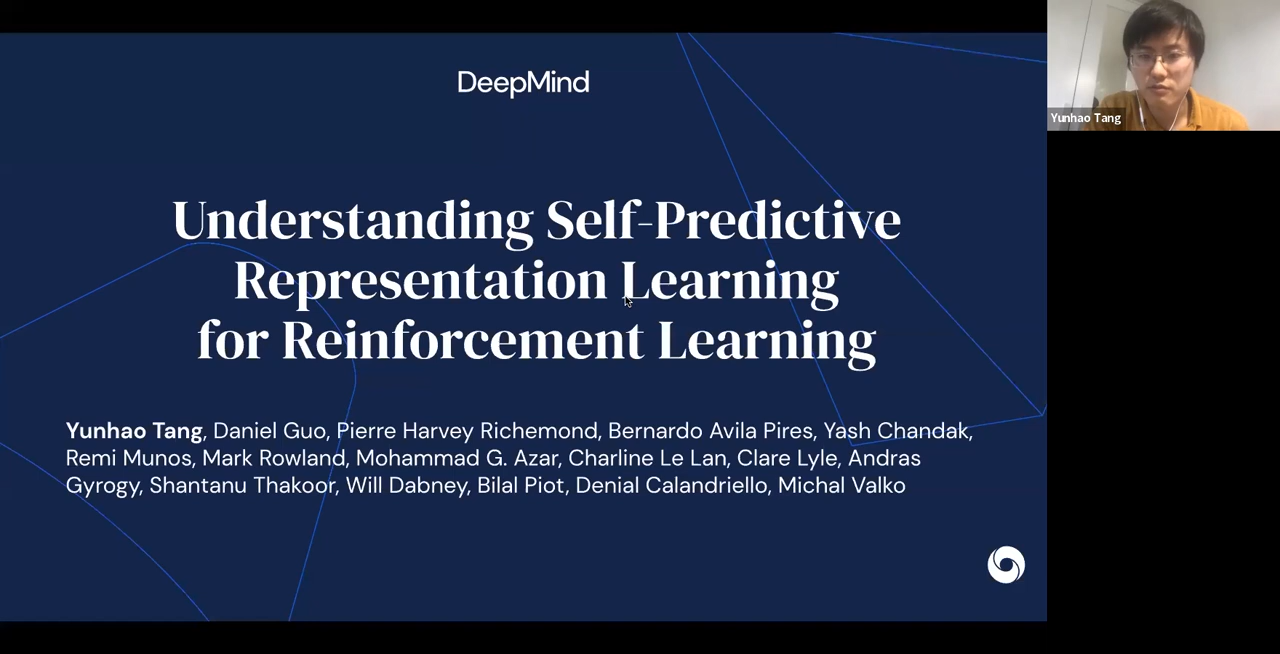 DeepMind
Understanding Self-Predictive
Representation Learning
for Reinforcement Learning
Yunhao Tang, Daniel Guo, Pierre Harvey Richemond, Bernardo Avila Pires, Yash Chandak,
Remi Munos, Mark Rowland, Mohammad G. Azar, Charline Le Lan, Clare Lyle, Andras
Gyrogy, Shantanu Thakoor, Will Dabney, Bilal Piot, Denial Calandriello, Michal Valko
Yunhao Tang